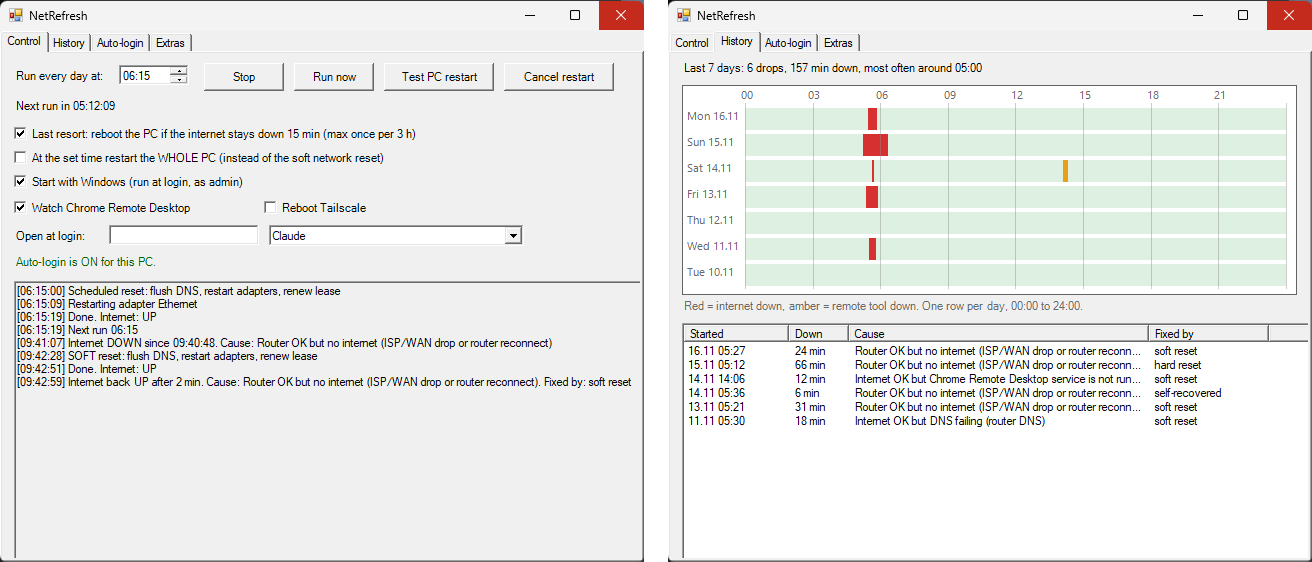 NetRefresh
Control History Auto-login Extras
Run every day at: 06:15 Stop Run now Test PC restart Cancel restart
Next run in 05:12:09
Last resort: reboot the PC if the internet stays down 15 min (max once per 3 h)
At the set time restart the WHOLE PC (instead of the soft network reset)
Start with Windows (run at login, as admin)
Watch Chrome Remote Desktop Reboot Tailscale
Open at login: Claude
Auto-login is ON for this PC.
[06:15:00] Scheduled reset: flush DNS, restart adapters, renew lease
[06:15:09] Restarting adapter Ethernet
[06:15:19] Done. Internet: UP
[06:15:19] Next run 06:15
[09:41:07] Internet DOWN since 09:40:48. Cause: Router OK but no internet (ISP/WAN drop or router reconnect)
[09:42:28] SOFT reset: flush DNS, restart adapters, renew lease
[09:42:51] Done. Internet: UP
[09:42:59] Internet back UP after 2 min. Cause: Router OK but no internet (ISP/WAN drop or router reconnect). Fixed by: soft reset
NetRefresh
Control History Auto-login Extras
Last 7 days: 6 drops, 157 min down, most often around 05:00
00 03 06 09 12 15 18 21
Mon 16.11
Sun 15.11
Sat 14.11
Fri 13.11
Thu 12.11
Wed 11.11
Tue 10.11
Red = internet down, amber = remote tool down. One row per day, 00:00 to 24:00.
Started Down Cause Fixed by
16.11 05:27 24 min Router OK but no internet (ISP/WAN drop or router reconn... soft reset
15.11 05:12 66 min Router OK but no internet (ISP/WAN drop or router reconn... hard reset
14.11 14:06 12 min Internet OK but Chrome Remote Desktop service is not run... soft reset
14.11 05:36 6 min Router OK but no internet (ISP/WAN drop or router reconn... self-recovered
13.11 05:21 31 min Router OK but no internet (ISP/WAN drop or router reconn... soft reset
11.11 05:30 18 min Internet OK but DNS failing (router DNS) soft reset